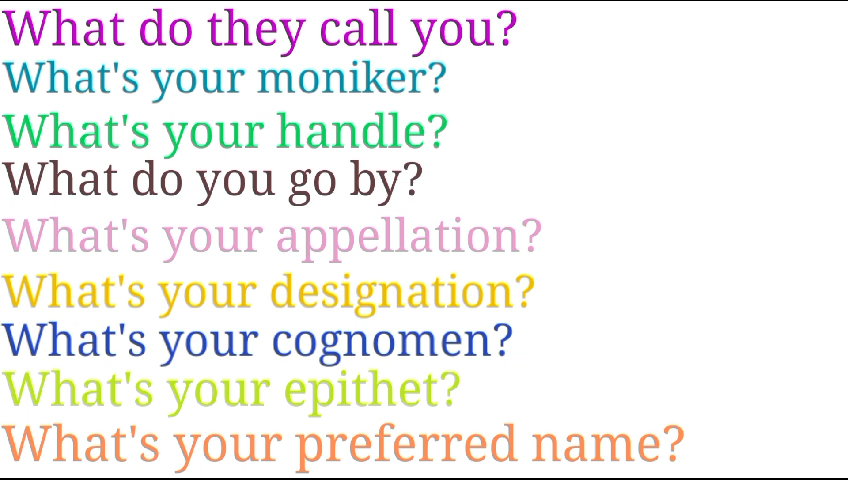 What do they call you?
What's your moniker?
What's your handle?
What do you go by?
What's your appellation?
What's your designation?
What's your cognomen?
What's your epithet?
What's your preferred name?